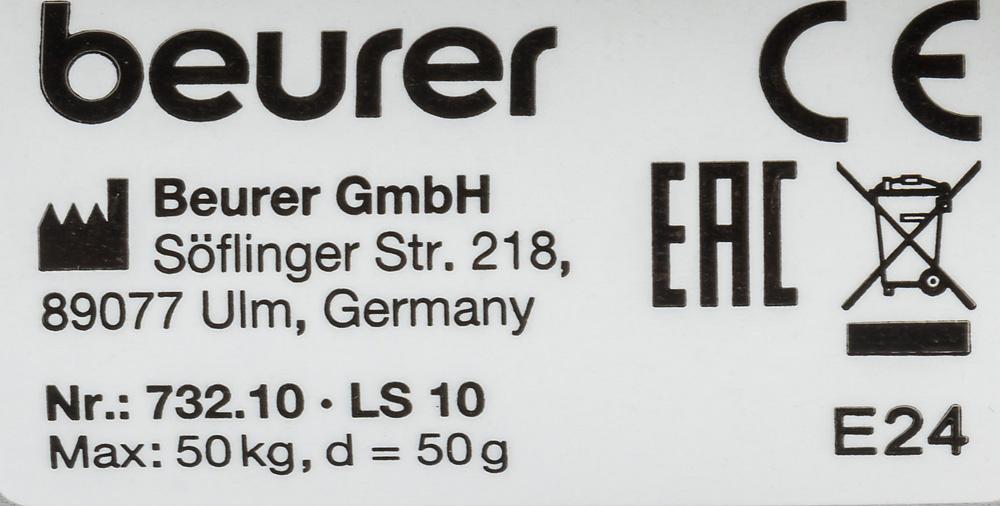 beurer
CE
Beurer GmbH
Söflinger Str. 218,
89077 Ulm, Germany
EAC
Nr.: 732.10 · LS 10
Max: 50 kg, d = 50 g
E24